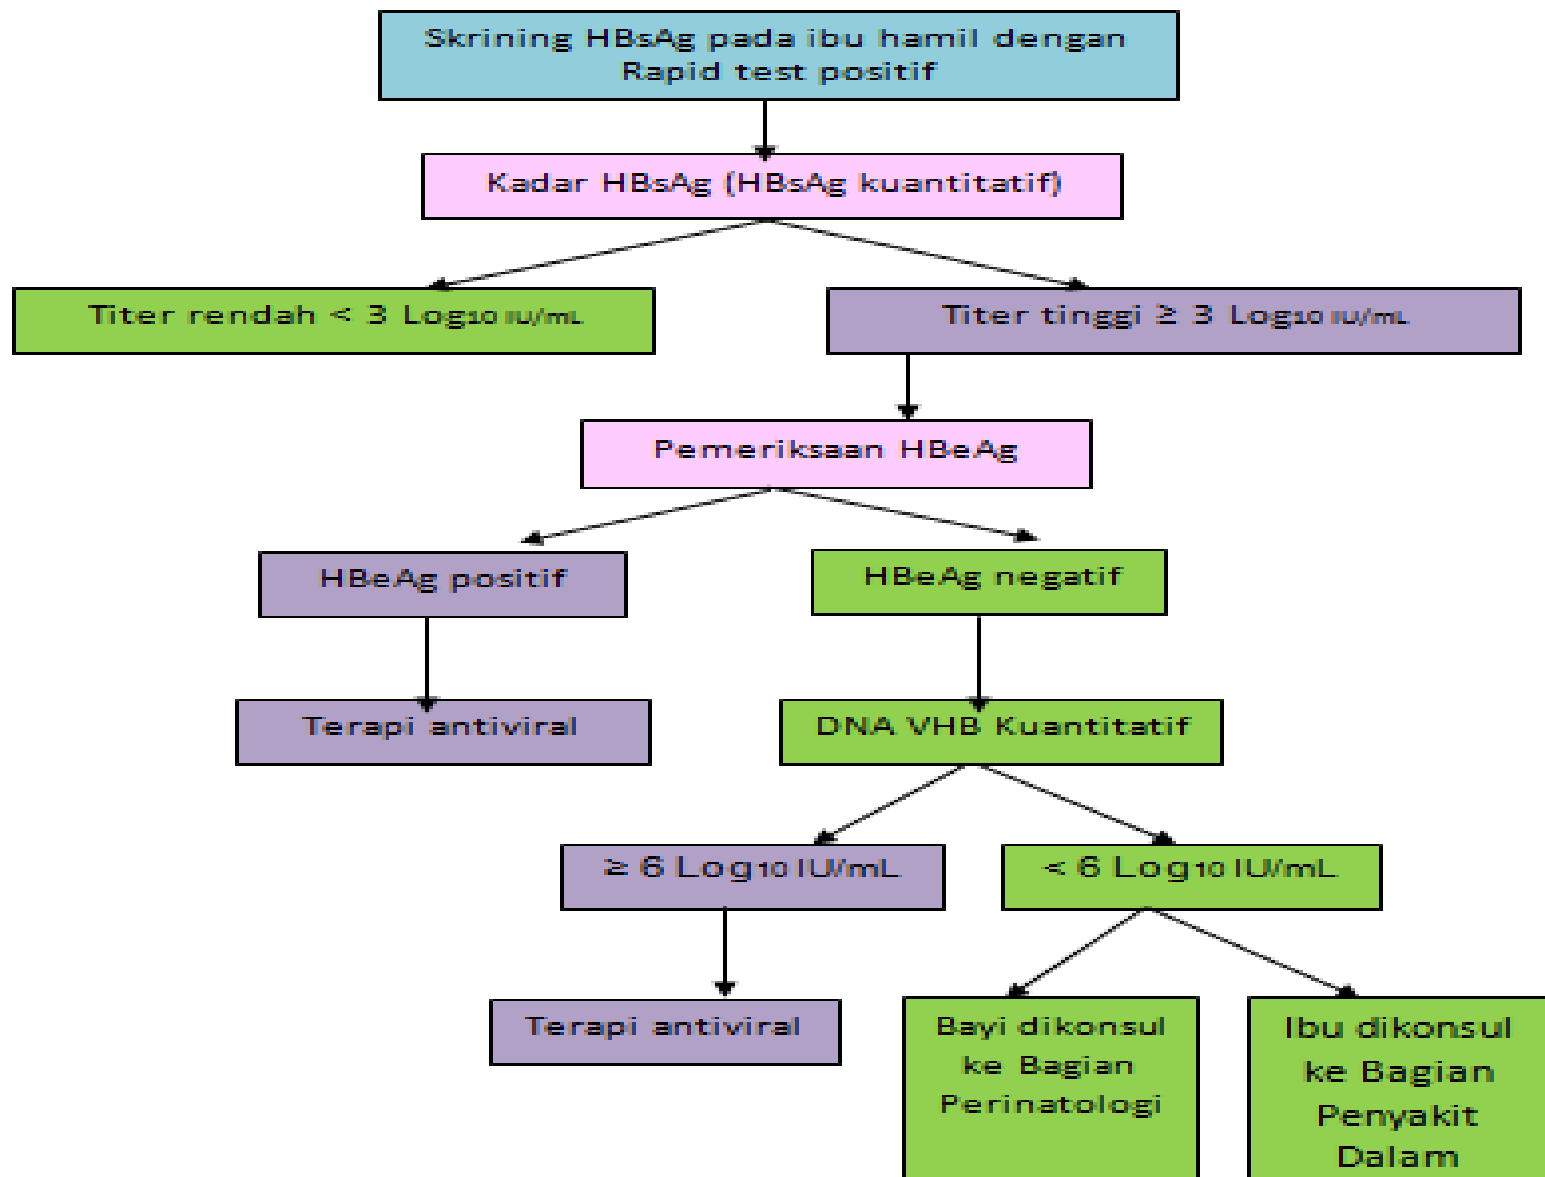 Skrining HBsAg pada ibu hamil dengan
Rapid test positif
Kadar HBsAg (HBsAg kuantitatif)
Titer rendah < 3 Log10 IU/mL
Titer tinggi ≥ 3 Log10 IU/mL
Pemeriksaan HBeAg
HBeAg positif
HBeAg negatif
Terapi antiviral
DNA VHB Kuantitatif
≥ 6 Log10 IU/mL
< 6 Log10 IU/mL
Terapi antiviral
Bayi dikonsul
ke Bagian
Perinatologi
Ibu dikonsul
ke Bagian
Penyakit
Dalam